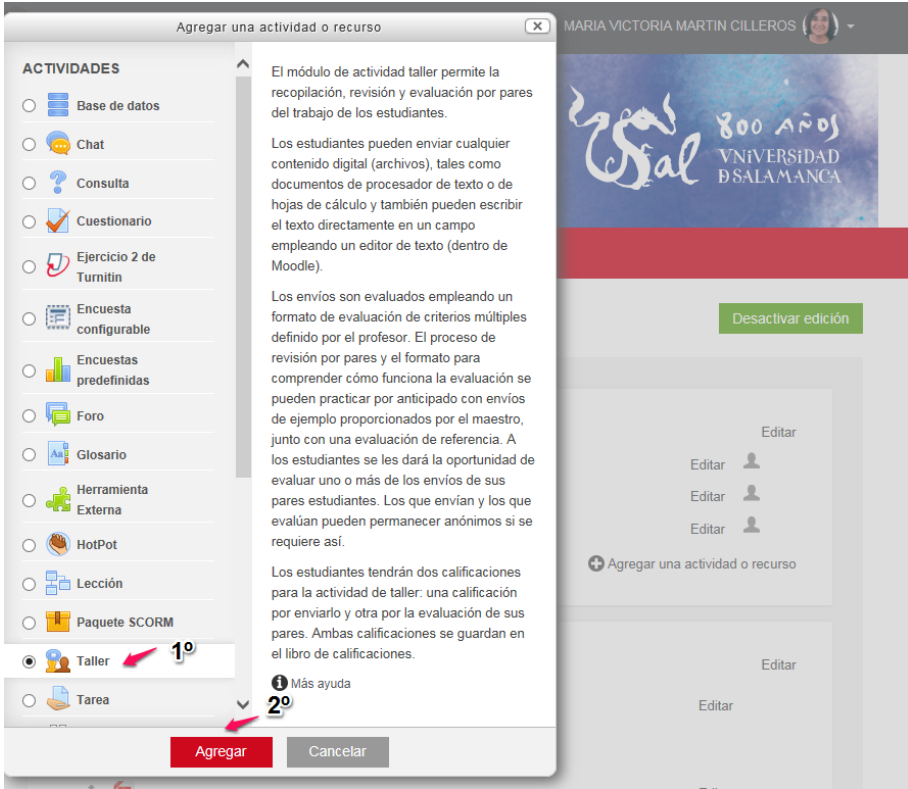 Agregar una actividad o recurso
MARIA VICTORIA MARTIN CILLEROS
ACTIVIDADES
Base de datos
Chat
Consulta
Cuestionario
Ejercicio 2 de
Turnitin
Encuesta
configurable
Encuestas
predefinidas
Foro
Glosario
Herramienta
Externa
HotPot
Lección
Paquete SCORM
Taller
1º
Tarea
El módulo de actividad taller permite la
recopilación, revisión y evaluación por pares
del trabajo de los estudiantes.
Los estudiantes pueden enviar cualquier
contenido digital (archivos), tales como
documentos de procesador de texto o de
hojas de cálculo y también pueden escribir
el texto directamente en un campo
empleando un editor de texto (dentro de
Moodle).
Los envíos son evaluados empleando un
formato de evaluación de criterios múltiples
definido por el profesor. El proceso de
revisión por pares y el formato para
comprender cómo funciona la evaluación se
pueden practicar por anticipado con envíos
de ejemplo proporcionados por el maestro,
junto con una evaluación de referencia. A
los estudiantes se les dará la oportunidad de
evaluar uno o más de los envíos de sus
pares estudiantes. Los que envían y los que
evalúan pueden permanecer anónimos si se
requiere así.
Los estudiantes tendrán dos calificaciones
para la actividad de taller: una calificación
por enviarlo y otra por la evaluación de sus
pares. Ambas calificaciones se guardan en
el libro de calificaciones.
Más ayuda
2º
Agregar
Cancelar
USal
800 AÑOS
VNiVERSiDAD
D SALAMANCA
Desactivar edición
Editar
Editar
Editar
Editar
Agregar una actividad o recurso
Editar
Editar